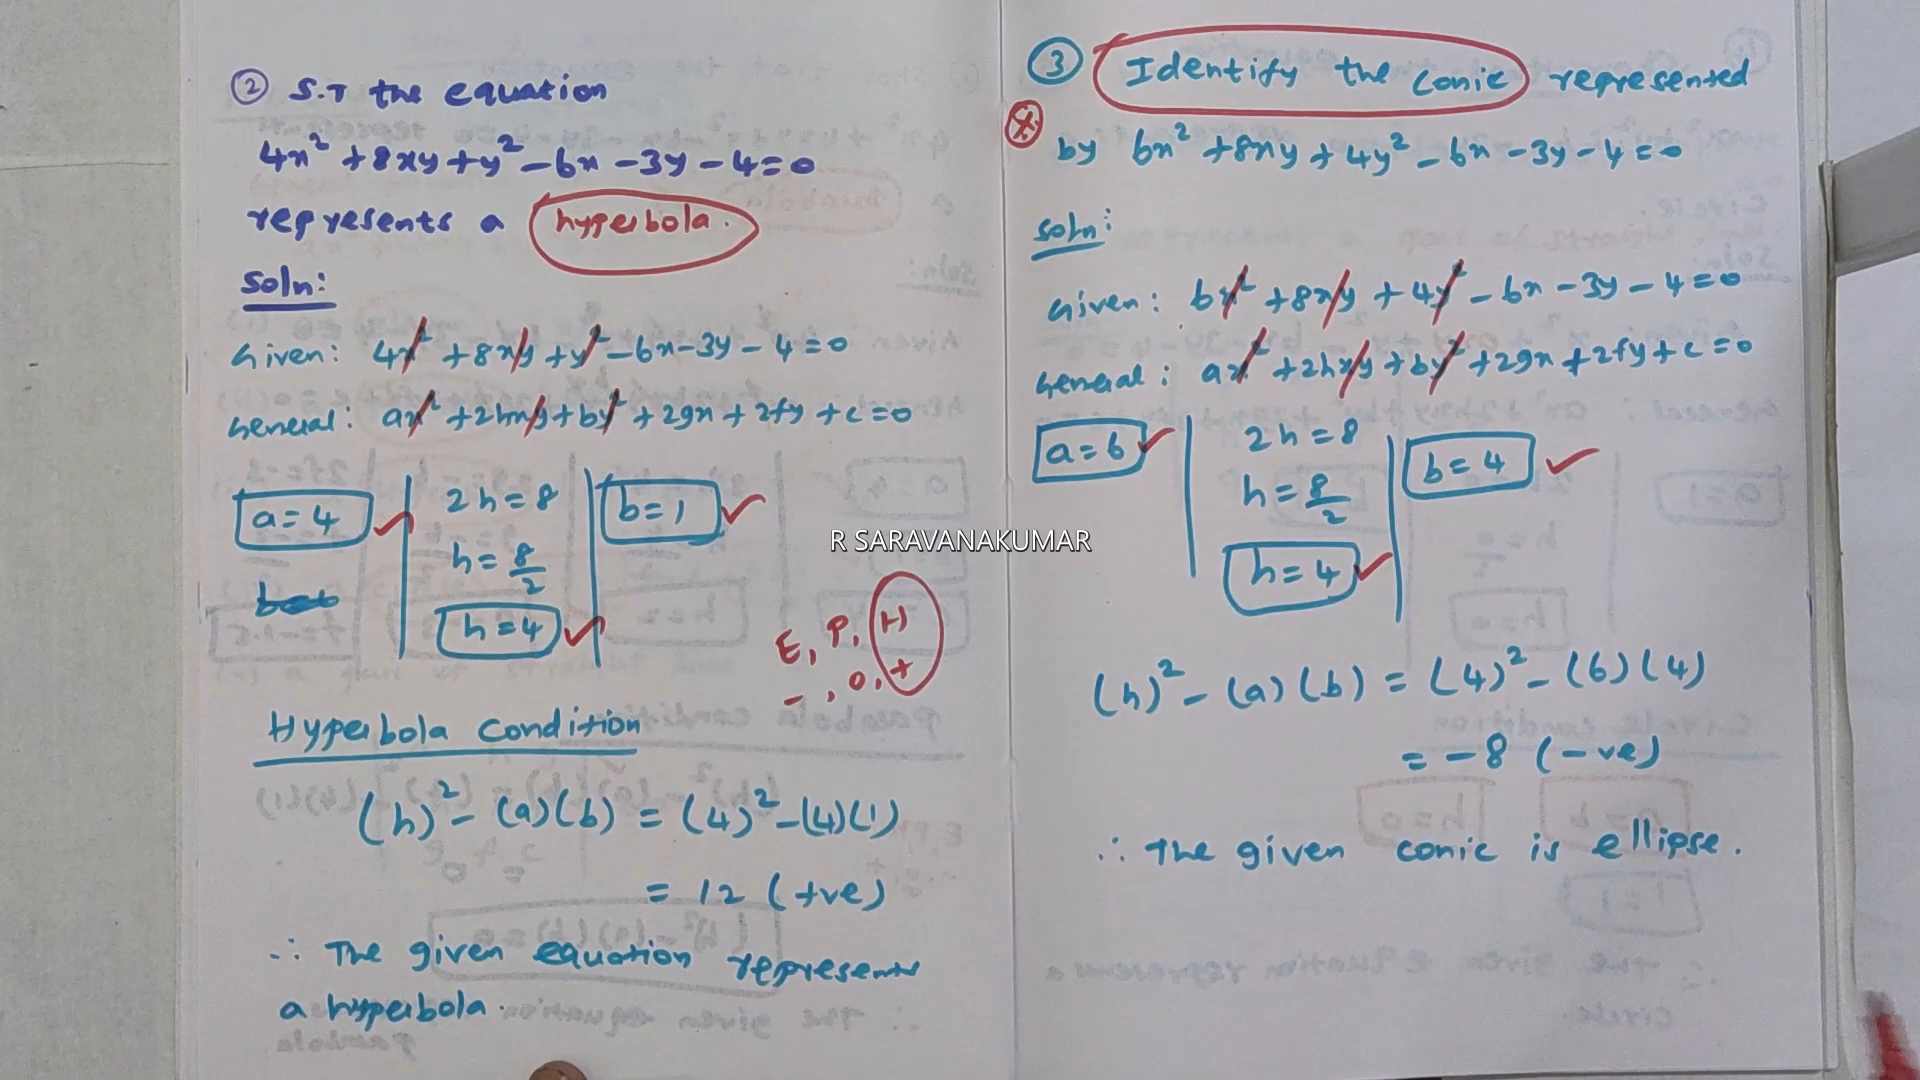 ② S.T the equation
4x² + 8xy + y² - 6x - 3y - 4 = 0
represents a hyperbola.
Soln:
Given: 4x² + 8xy + y² - 6x - 3y - 4 = 0
General: ax² + 2hxy + by² + 2gx + 2fy + c = 0
a = 4 ✓
2h = 8
h = 8/2
h = 4 ✓
b = 1 ✓
E, P, H
-, 0, +
Hyperbola Condition
(h)² - (a)(b) = (4)² - (4)(1)
= 12 (+ve)
∴ The given equation represents
a hyperbola.
③ Identify the conic represented
by 6x² + 8xy + 4y² - 6x - 3y - 4 = 0
soln:
Given: 6x² + 8xy + 4y² - 6x - 3y - 4 = 0
General: ax² + 2hxy + by² + 2gx + 2fy + c = 0
a = 6 ✓
2h = 8
h = 8/2
h = 4 ✓
b = 4 ✓
(h)² - (a)(b) = (4)² - (6)(4)
= -8 (-ve)
∴ The given conic is ellipse.
R SARAVANAKUMAR